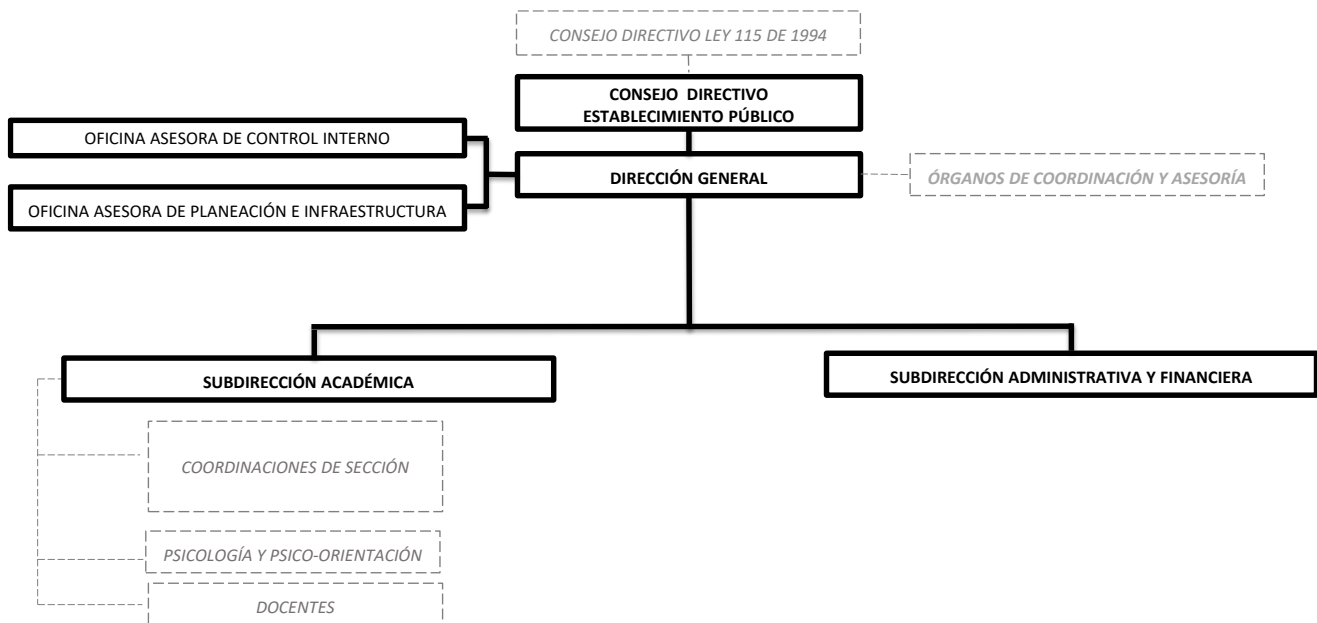 CONSEJO DIRECTIVO LEY 115 DE 1994
CONSEJO DIRECTIVO
ESTABLECIMIENTO PÚBLICO
OFICINA ASESORA DE CONTROL INTERNO
DIRECCIÓN GENERAL
ÓRGANOS DE COORDINACIÓN Y ASESORÍA
OFICINA ASESORA DE PLANEACIÓN E INFRAESTRUCTURA
SUBDIRECCIÓN ACADÉMICA
SUBDIRECCIÓN ADMINISTRATIVA Y FINANCIERA
COORDINACIONES DE SECCIÓN
PSICOLOGÍA Y PSICO-ORIENTACIÓN
DOCENTES